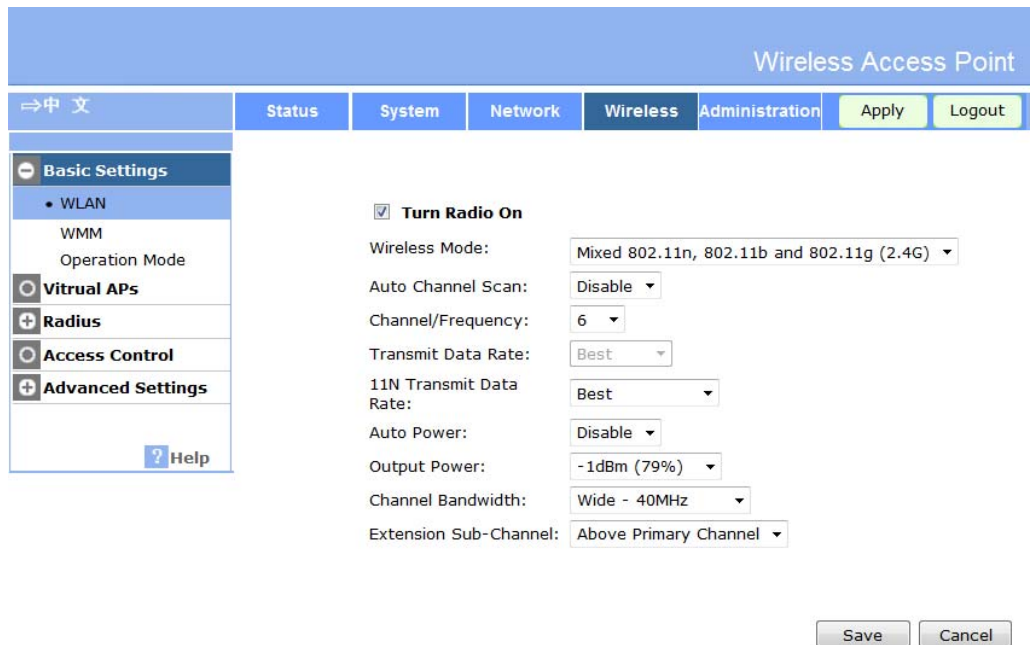 Wireless Access Point
⇨中 文
Status System Network Wireless Administration Apply Logout
Basic Settings
• WLAN
WMM
Operation Mode
Vitrual APs
Radius
Access Control
Advanced Settings
? Help
Turn Radio On
Wireless Mode: Mixed 802.11n, 802.11b and 802.11g (2.4G)
Auto Channel Scan: Disable
Channel/Frequency: 6
Transmit Data Rate: Best
11N Transmit Data
Rate: Best
Auto Power: Disable
Output Power: -1dBm (79%)
Channel Bandwidth: Wide - 40MHz
Extension Sub-Channel: Above Primary Channel
Save Cancel